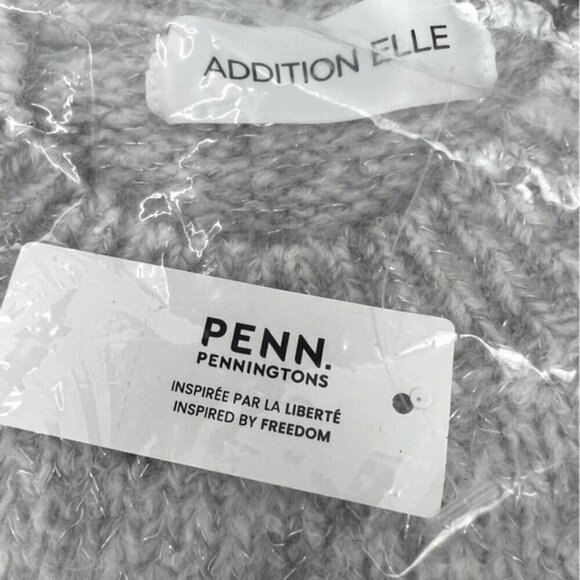 ADDITION ELLE
PENN.
PENNINGTONS
INSPIRÉE PAR LA LIBERTÉ
INSPIRED BY FREEDOM